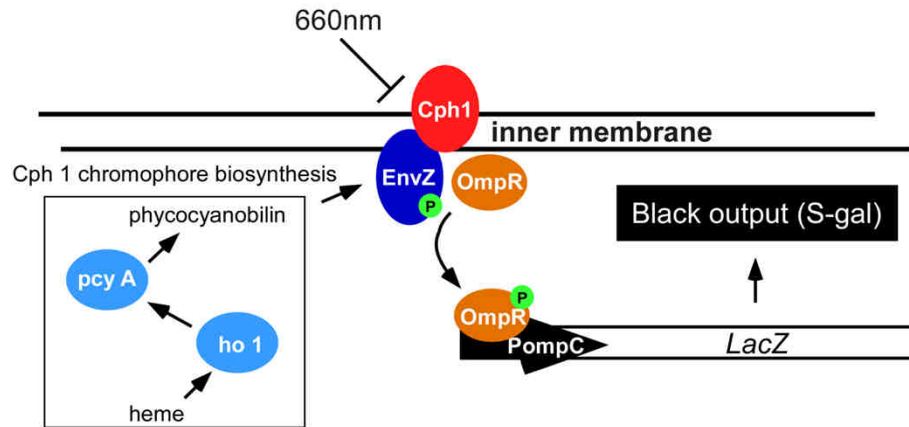 660nm
Cph1
inner membrane
Cph 1 chromophore biosynthesis
EnvZ
OmpR
P
phycocyanobilin
Black output (S-gal)
pcy A
P
OmpR
ho 1
PompC
LacZ
heme